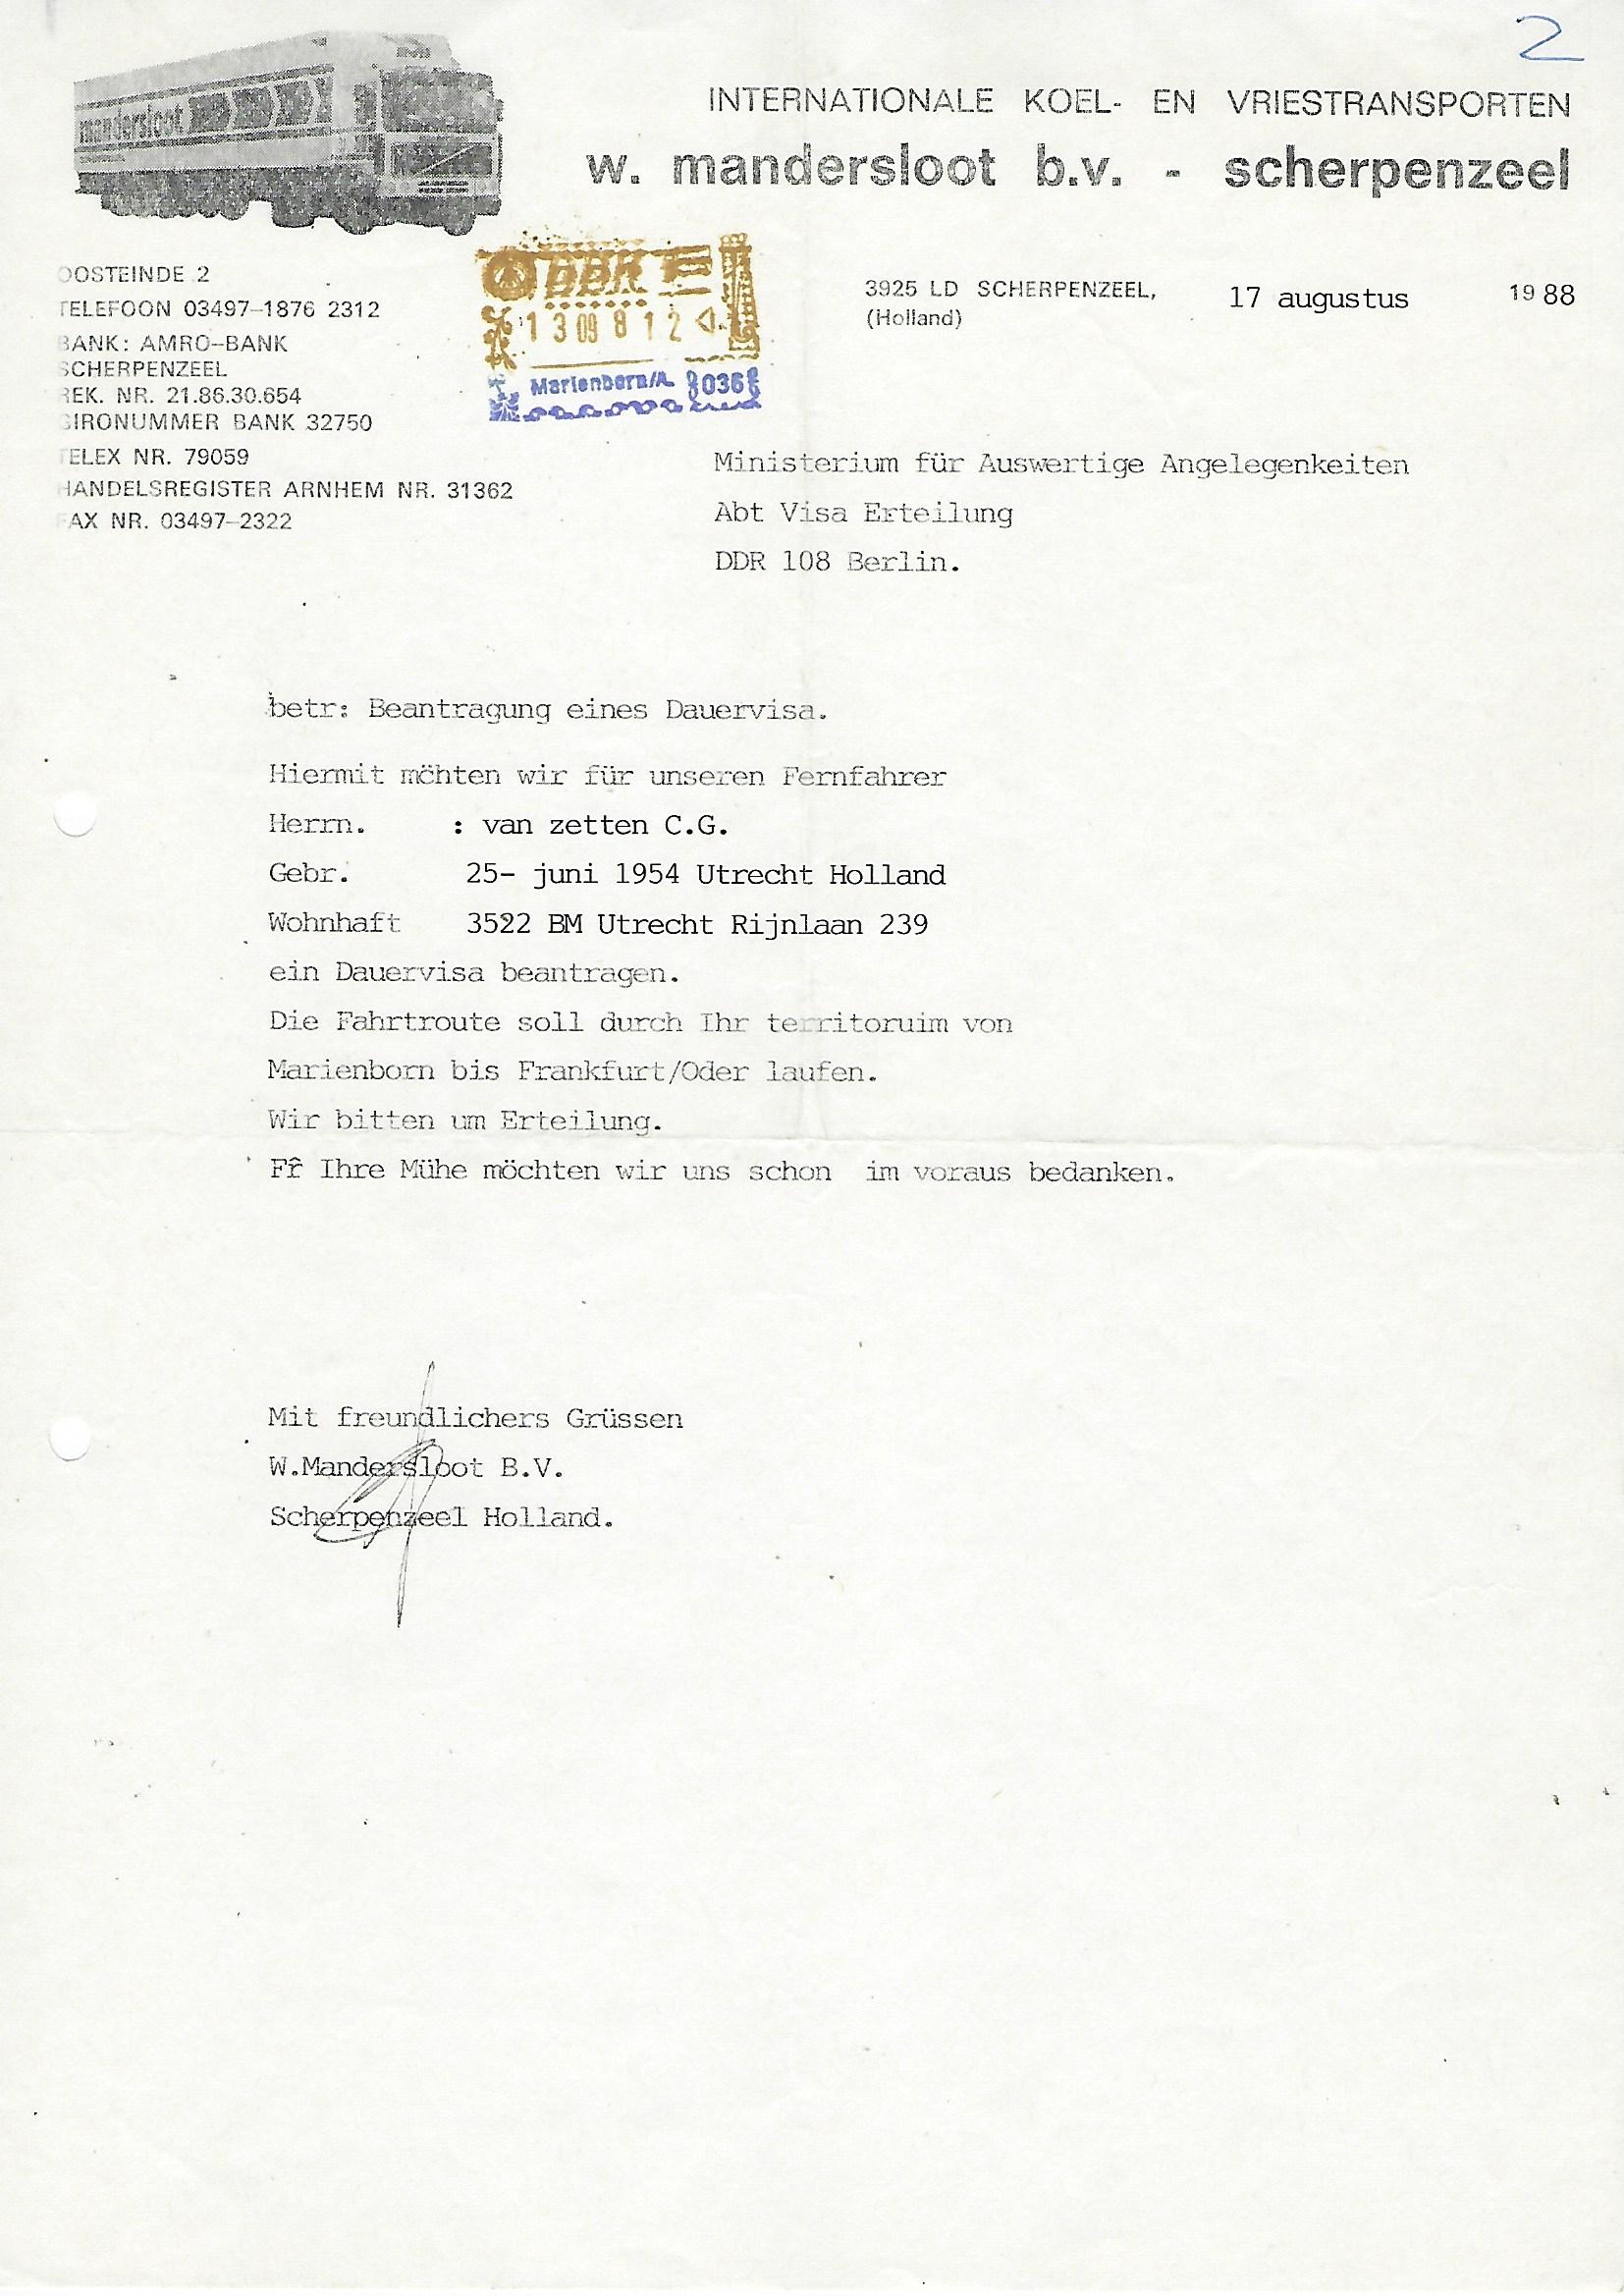 2
mandersloot
INTERNATIONALE KOEL- EN VRIESTRANSPORTEN
w. mandersloot b.v. - scherpenzeel
OOSTEINDE 2
TELEFOON 03497-1876 2312
BANK: AMRO-BANK
SCHERPENZEEL
REK. NR. 21.86.30.654
GIRONUMMER BANK 32750
TELEX NR. 79059
HANDELSREGISTER ARNHEM NR. 31362
FAX NR. 03497-2322
DDR
13 09 8 12
Marienborn/A. 036
3925 LD SCHERPENZEEL, 17 augustus 1988
(Holland)
Ministerium für Auswertige Angelegenkeiten
Abt Visa Erteilung
DDR 108 Berlin.
betr: Beantragung eines Dauervisa.
Hiermit möhten wir für unseren Fernfahrer
Herrn. : van zetten C.G.
Gebr. 25- juni 1954 Utrecht Holland
Wohnhaft 3522 BM Utrecht Rijnlaan 239
ein Dauervisa beantragen.
Die Fahrtroute soll durch Ihr territoruim von
Marienborn bis Frankfurt/Oder laufen.
Wir bitten um Erteilung.
Fr̂ Ihre Mühe möchten wir uns schon im voraus bedanken.
Mit freundlichers Grüssen
W.Mandersloot B.V.
Scherpenzeel Holland.